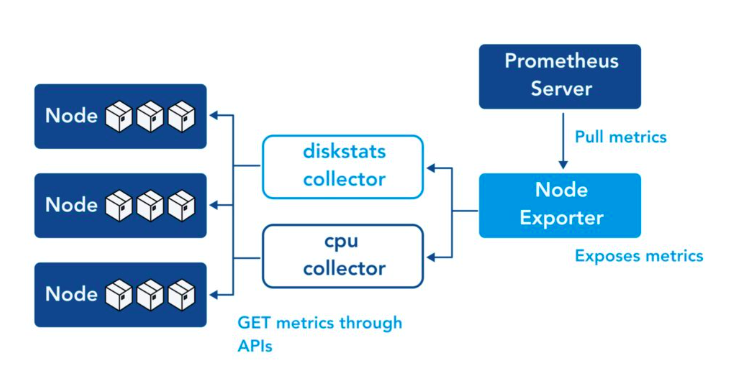 Prometheus
Server
Pull metrics
Node
Exporter
Exposes metrics
diskstats
collector
cpu
collector
GET metrics through
APIs
Node
Node
Node